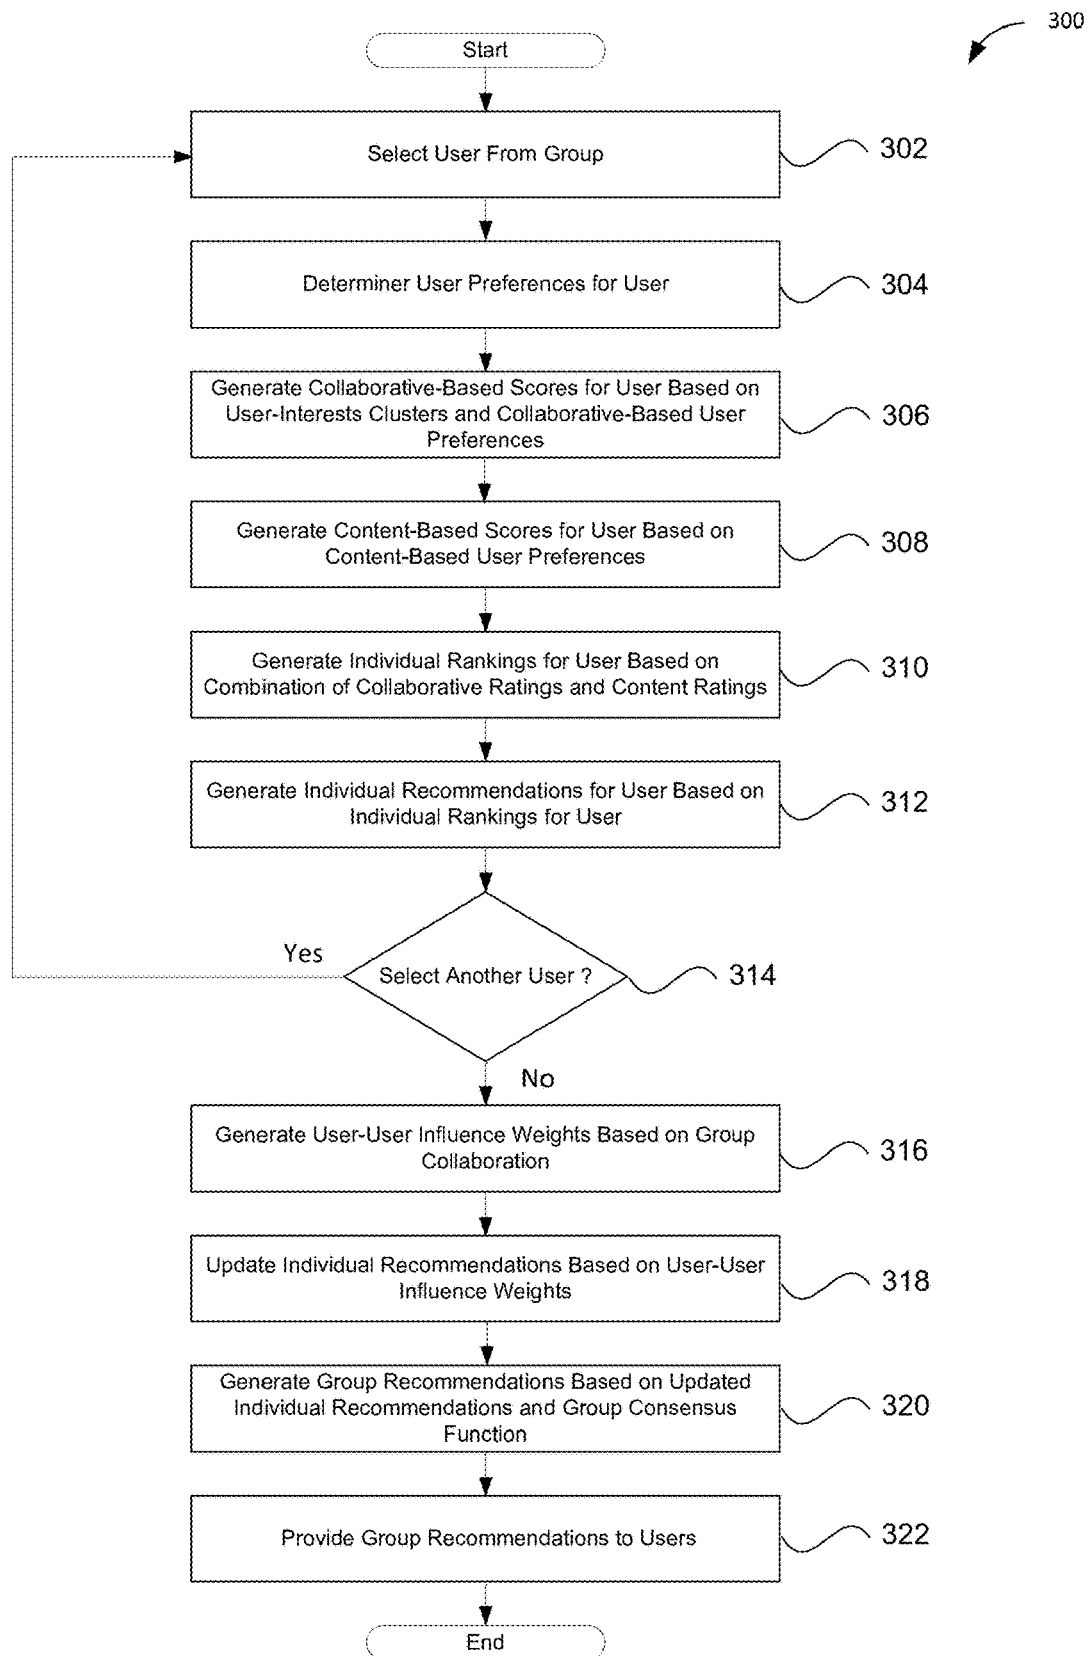 300
Start
Select User From Group
302
Determiner User Preferences for User
304
Generate Collaborative-Based Scores for User Based on
User-Interests Clusters and Collaborative-Based User
Preferences
306
Generate Content-Based Scores for User Based on
Content-Based User Preferences
308
Generate Individual Rankings for User Based on
Combination of Collaborative Ratings and Content Ratings
310
Generate Individual Recommendations for User Based on
Individual Rankings for User
312
Yes
Select Another User ?
314
No
Generate User-User Influence Weights Based on Group
Collaboration
316
Update Individual Recommendations Based on User-User
Influence Weights
318
Generate Group Recommendations Based on Updated
Individual Recommendations and Group Consensus
Function
320
Provide Group Recommendations to Users
322
End